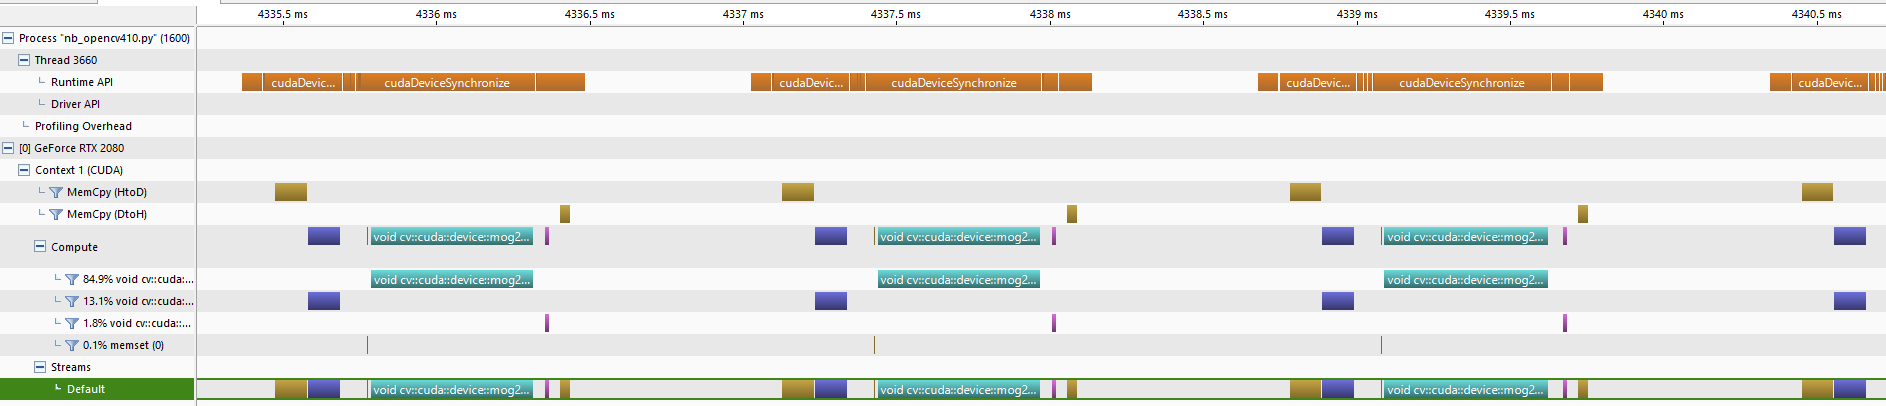 4335.5 ms 4336 ms 4336.5 ms 4337 ms 4337.5 ms 4338 ms 4338.5 ms 4339 ms 4339.5 ms 4340 ms 4340.5 ms
Process "nb_opencv410.py" (1600)
Thread 3660
Runtime API cudaDevic... cudaDeviceSynchronize cudaDevic... cudaDeviceSynchronize cudaDevic... cudaDeviceSynchronize cudaDevic...
Driver API
Profiling Overhead
[0] GeForce RTX 2080
Context 1 (CUDA)
MemCpy (HtoD)
MemCpy (DtoH)
Compute void cv::cuda::device::mog2... void cv::cuda::device::mog2... void cv::cuda::device::mog2...
84.9% void cv::cuda:... void cv::cuda::device::mog2... void cv::cuda::device::mog2... void cv::cuda::device::mog2...
13.1% void cv::cuda:...
1.8% void cv::cuda::...
0.1% memset (0)
Streams
Default void cv::cuda::device::mog2... void cv::cuda::device::mog2... void cv::cuda::device::mog2...